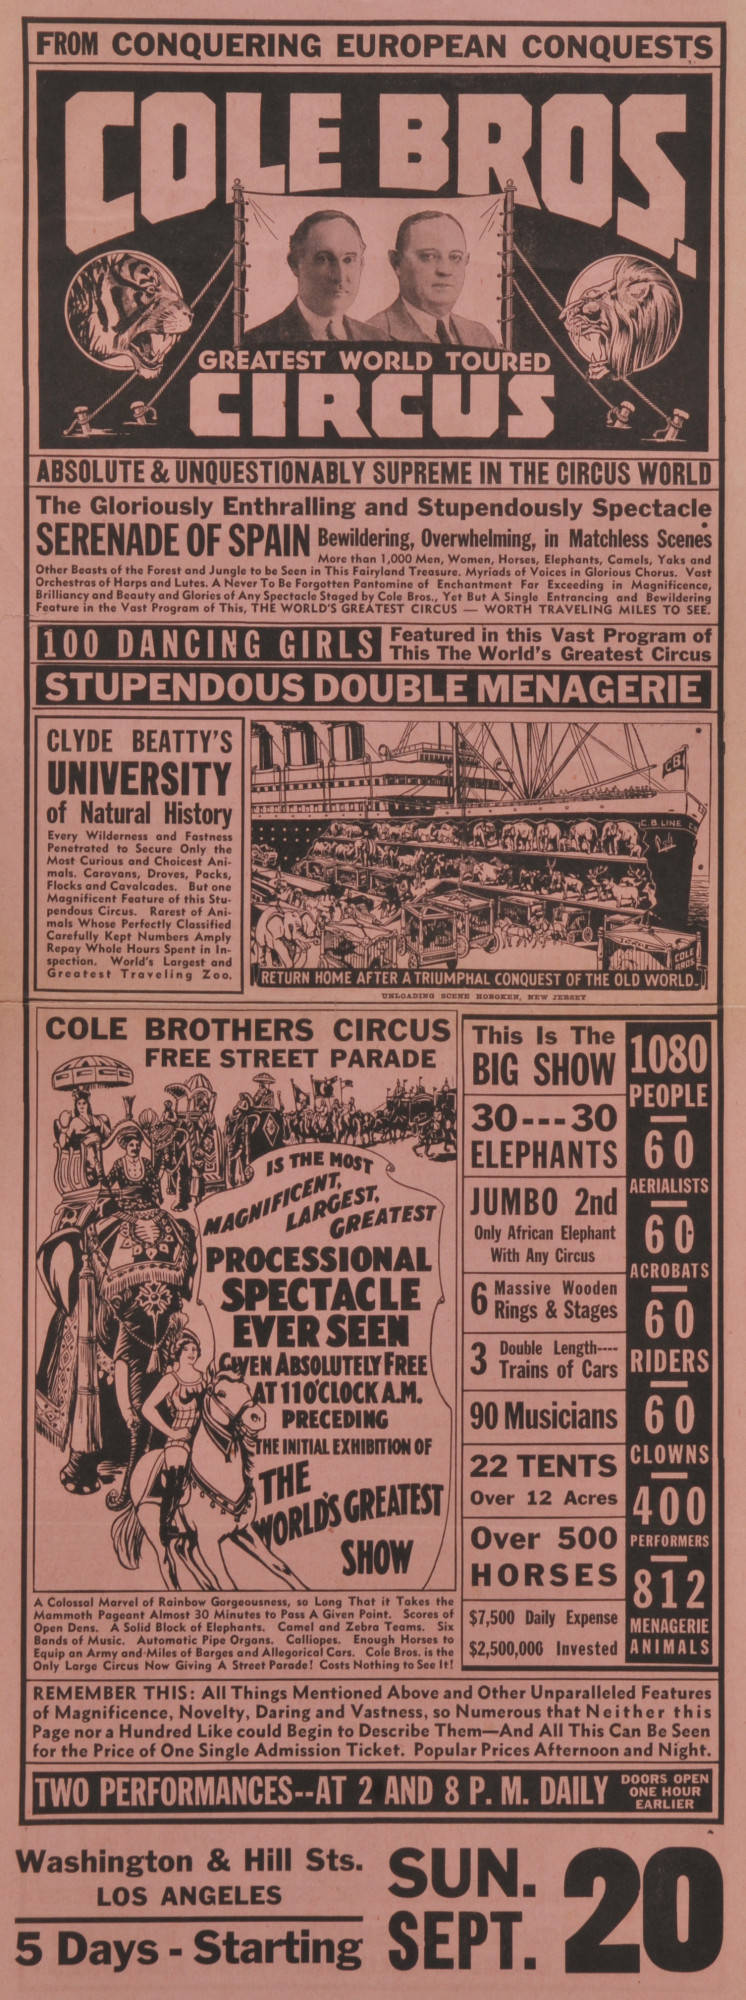 FROM CONQUERING EUROPEAN CONQUESTS
COLE BROS.
GREATEST WORLD TOURED
CIRCUS
ABSOLUTE & UNQUESTIONABLY SUPREME IN THE CIRCUS WORLD
The Gloriously Enthralling and Stupendously Spectacle
SERENADE OF SPAIN Bewildering, Overwhelming, in Matchless Scenes
More than 1,000 Men, Women, Horses, Elephants, Camels, Yaks and
Other Beasts of the Forest and Jungle to be Seen in This Fairyland Treasure. Myriads of Voices in Glorious Chorus. Vast
Orchestras of Harps and Lutes. A Never To Be Forgotten Pantomine of Enchantment Far Exceeding in Magnificence,
Brilliancy and Beauty and Glories of Any Spectacle Staged by Cole Bros., Yet But A Single Entrancing and Bewildering
Feature in the Vast Program of This, THE WORLD'S GREATEST CIRCUS — WORTH TRAVELING MILES TO SEE.
100 DANCING GIRLS
Featured in this Vast Program of
This The World's Greatest Circus
STUPENDOUS DOUBLE MENAGERIE
CLYDE BEATTY'S
UNIVERSITY
of Natural History
Every Wilderness and Fastness
Penetrated to Secure Only the
Most Curious and Choicest Ani-
mals. Caravans, Droves, Packs,
Flocks and Cavalcades. But one
Magnificent Feature of this Stu-
pendous Circus. Rarest of Ani-
mals Whose Perfectly Classified
Carefully Kept Numbers Amply
Repay Whole Hours Spent in In-
spection. World's Largest and
Greatest Traveling Zoo.
CB
C. B. LINE
COLE
BROS.
RETURN HOME AFTER A TRIUMPHAL CONQUEST OF THE OLD WORLD.
UNLOADING SCENE HOBOKEN, NEW JERSEY
COLE BROTHERS CIRCUS
FREE STREET PARADE
IS THE MOST
MAGNIFICENT,
LARGEST,
GREATEST
PROCESSIONAL
SPECTACLE
EVER SEEN
GIVEN ABSOLUTELY FREE
AT 11 O'CLOCK A.M.
PRECEDING
THE INITIAL EXHIBITION OF
THE
WORLD'S GREATEST
SHOW
A Colossal Marvel of Rainbow Gorgeousness, so Long That it Takes the
Mammoth Pageant Almost 30 Minutes to Pass A Given Point. Scores of
Open Dens. A Solid Block of Elephants. Camel and Zebra Teams. Six
Bands of Music. Automatic Pipe Organs. Calliopes. Enough Horses to
Equip an Army and Miles of Barges and Allegorical Cars. Cole Bros. is the
Only Large Circus Now Giving A Street Parade! Costs Nothing to See It!
This Is The
BIG SHOW
30---30
ELEPHANTS
JUMBO 2nd
Only African Elephant
With Any Circus
6 Massive Wooden
Rings & Stages
3 Double Length----
Trains of Cars
90 Musicians
22 TENTS
Over 12 Acres
Over 500
HORSES
$7,500 Daily Expense
$2,500,000 Invested
1080
PEOPLE
60
AERIALISTS
60
ACROBATS
60
RIDERS
60
CLOWNS
400
PERFORMERS
812
MENAGERIE
ANIMALS
REMEMBER THIS: All Things Mentioned Above and Other Unparalleled Features
of Magnificence, Novelty, Daring and Vastness, so Numerous that Neither this
Page nor a Hundred Like could Begin to Describe Them—And All This Can Be Seen
for the Price of One Single Admission Ticket. Popular Prices Afternoon and Night.
TWO PERFORMANCES--AT 2 AND 8 P. M. DAILY
DOORS OPEN
ONE HOUR
EARLIER
Washington & Hill Sts.
LOS ANGELES
5 Days - Starting
SUN.
SEPT.
20